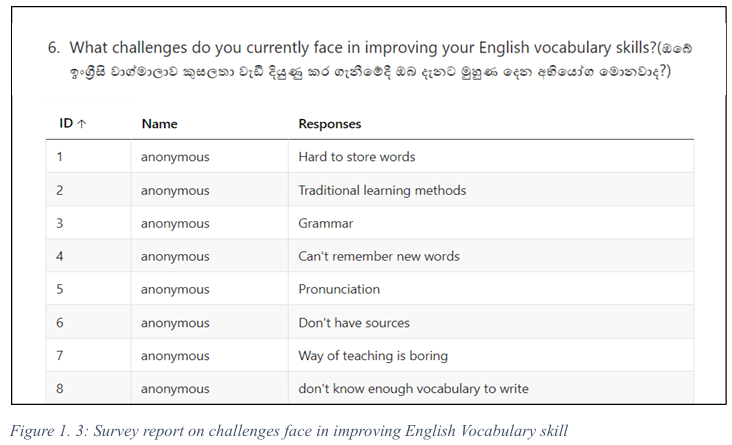 6. What challenges do you currently face in improving your English vocabulary skills?(ඔබේ
ඉංග්‍රීසි වාග්මාලාව කුසලතා වැඩි දියුණු කර ගැනීමේදී ඔබ දැනට මුහුණ දෙන අභියෝග මොනවාද?)
ID ↑ Name Responses
1 anonymous Hard to store words
2 anonymous Traditional learning methods
3 anonymous Grammar
4 anonymous Can't remember new words
5 anonymous Pronunciation
6 anonymous Don't have sources
7 anonymous Way of teaching is boring
8 anonymous don't know enough vocabulary to write
Figure 1. 3: Survey report on challenges face in improving English Vocabulary skill